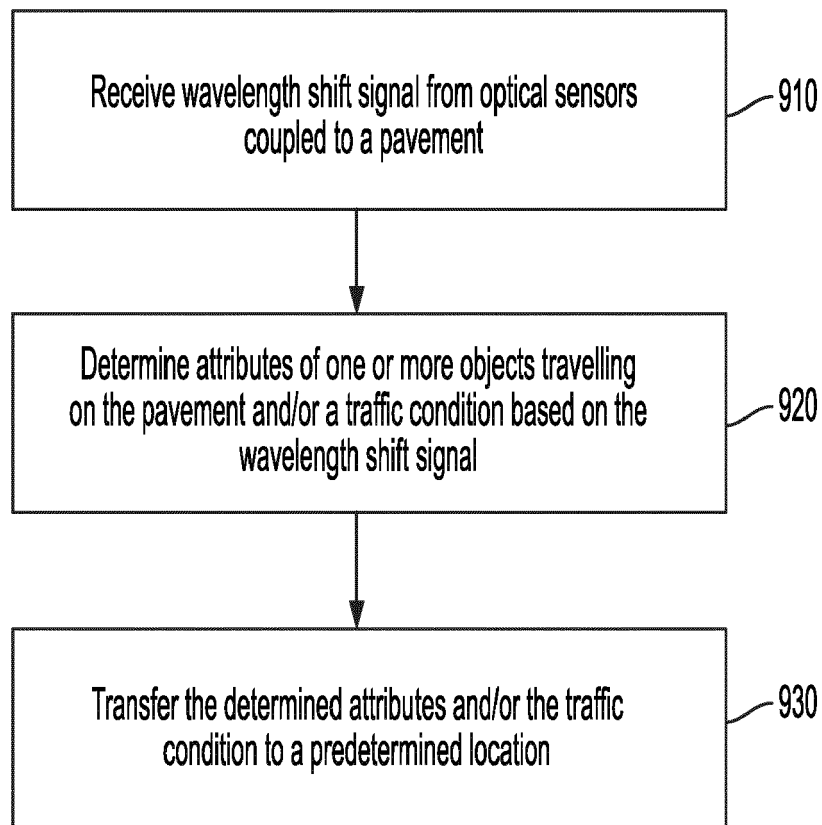 Receive wavelength shift signal from optical sensors
coupled to a pavement
910
Determine attributes of one or more objects travelling
on the pavement and/or a traffic condition based on the
wavelength shift signal
920
Transfer the determined attributes and/or the traffic
condition to a predetermined location
930